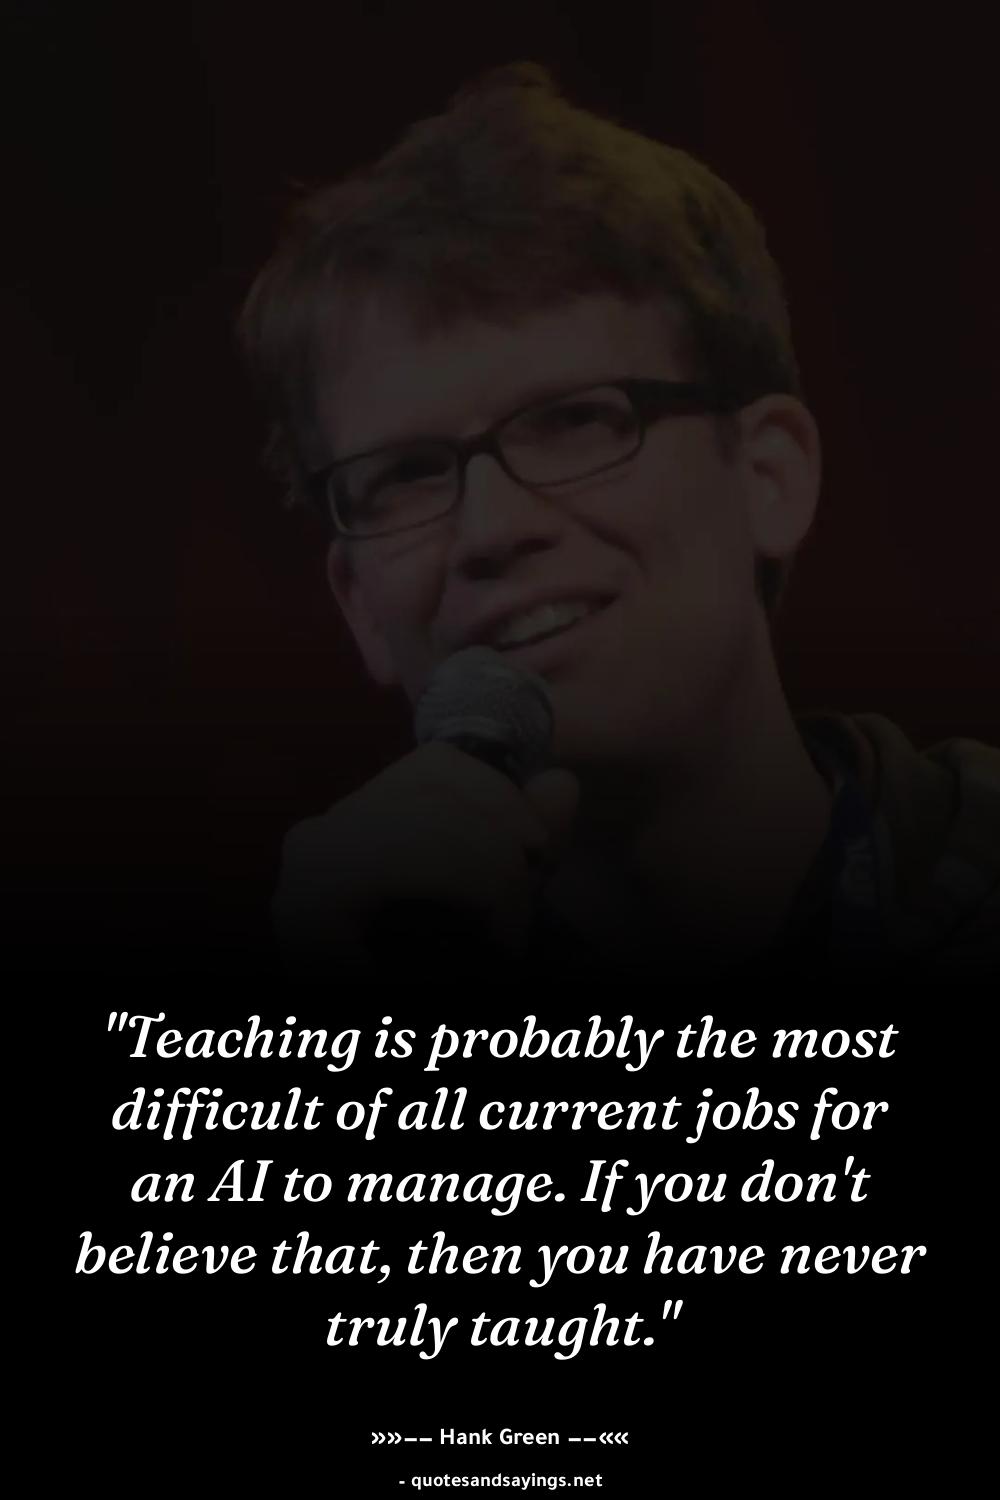 "Teaching is probably the most
difficult of all current jobs for
an AI to manage. If you don't
believe that, then you have never
truly taught."
»»−− Hank Green −−««
- quotesandsayings.net